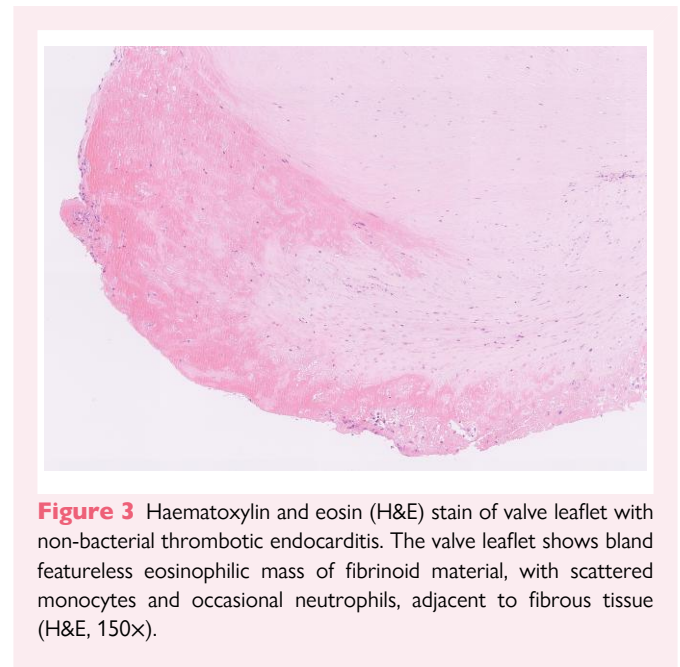 Figure 3 Haematoxylin and eosin (H&E) stain of valve leaflet with
non-bacterial thrombotic endocarditis. The valve leaflet shows bland
featureless eosinophilic mass of fibrinoid material, with scattered
monocytes and occasional neutrophils, adjacent to fibrous tissue
(H&E, 150×).